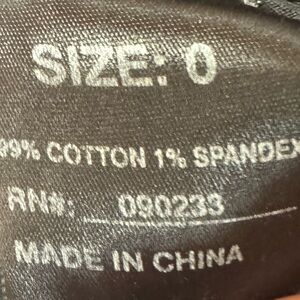 SIZE: 0
99% COTTON 1% SPANDEX
RN#: 090233
MADE IN CHINA